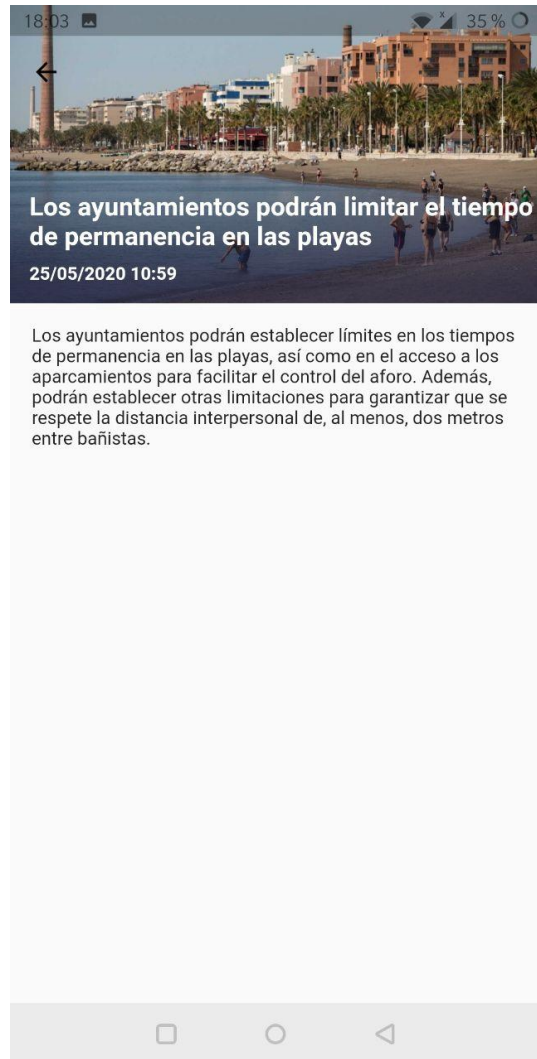 18:03
35 %
Los ayuntamientos podrán limitar el tiempo
de permanencia en las playas
25/05/2020 10:59
Los ayuntamientos podrán establecer límites en los tiempos
de permanencia en las playas, así como en el acceso a los
aparcamientos para facilitar el control del aforo. Además,
podrán establecer otras limitaciones para garantizar que se
respete la distancia interpersonal de, al menos, dos metros
entre bañistas.